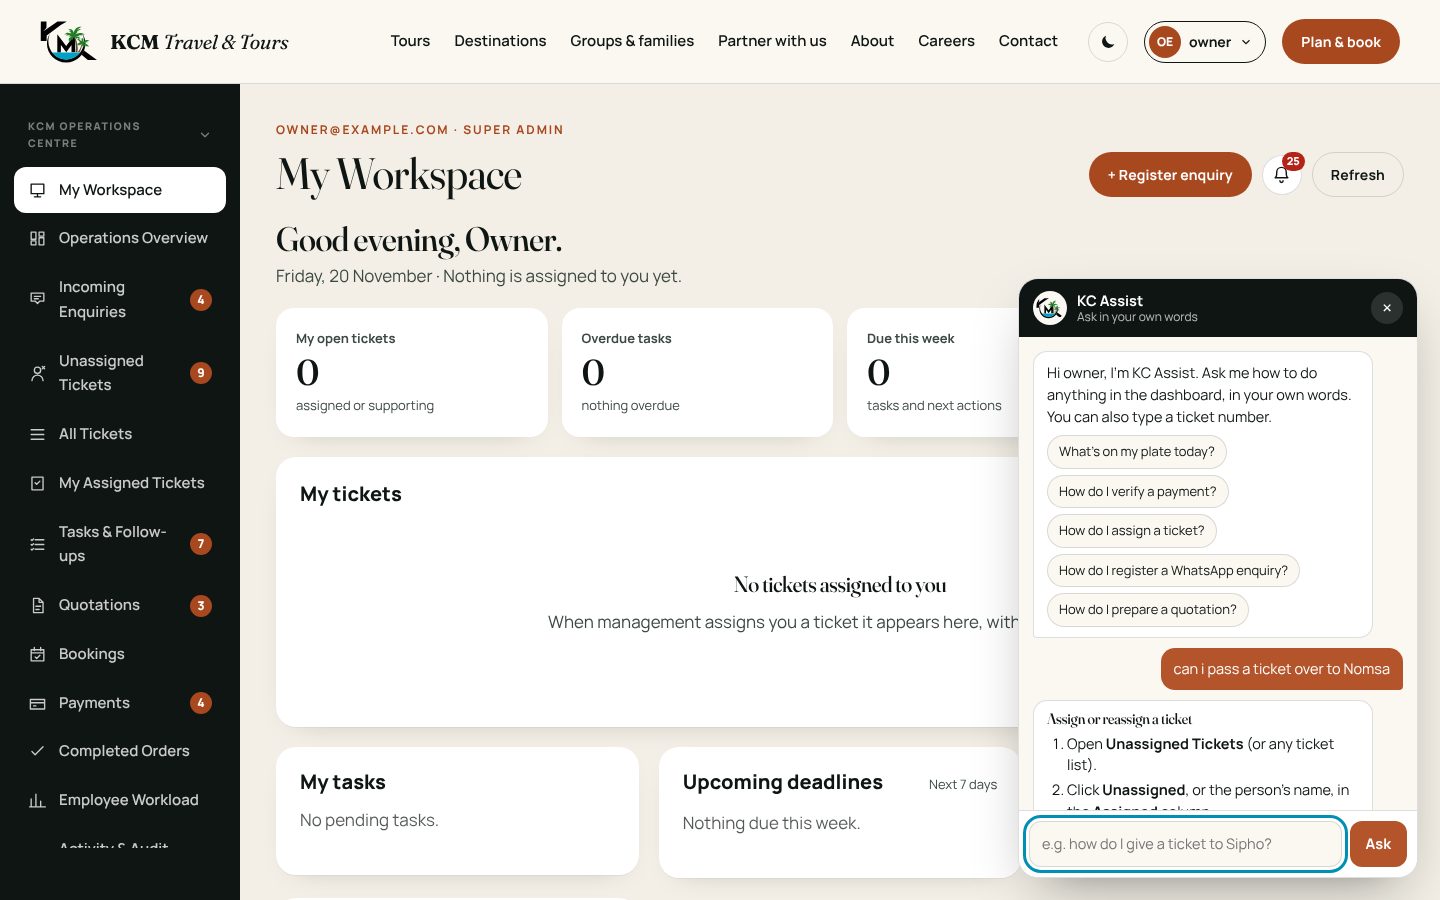 KCM Travel & Tours
Tours
Destinations
Groups & families
Partner with us
About
Careers
Contact
OE
owner
Plan & book
KCM OPERATIONS
CENTRE
My Workspace
Operations Overview
Incoming
Enquiries
4
Unassigned
Tickets
9
All Tickets
My Assigned Tickets
Tasks & Follow-
ups
7
Quotations
3
Bookings
Payments
4
Completed Orders
Employee Workload
OWNER@EXAMPLE.COM · SUPER ADMIN
My Workspace
+ Register enquiry
25
Refresh
Good evening, Owner.
Friday, 20 November · Nothing is assigned to you yet.
My open tickets
0
assigned or supporting
Overdue tasks
0
nothing overdue
Due this week
0
tasks and next actions
My tickets
No tickets assigned to you
When management assigns you a ticket it appears here, with
My tasks
No pending tasks.
Upcoming deadlines
Next 7 days
Nothing due this week.
KC Assist
Ask in your own words
×
Hi owner, I'm KC Assist. Ask me how to do
anything in the dashboard, in your own words.
You can also type a ticket number.
What's on my plate today?
How do I verify a payment?
How do I assign a ticket?
How do I register a WhatsApp enquiry?
How do I prepare a quotation?
can i pass a ticket over to Nomsa
Assign or reassign a ticket
1. Open Unassigned Tickets (or any ticket
list).
2. Click Unassigned, or the person's name, in
e.g. how do I give a ticket to Sipho?
Ask